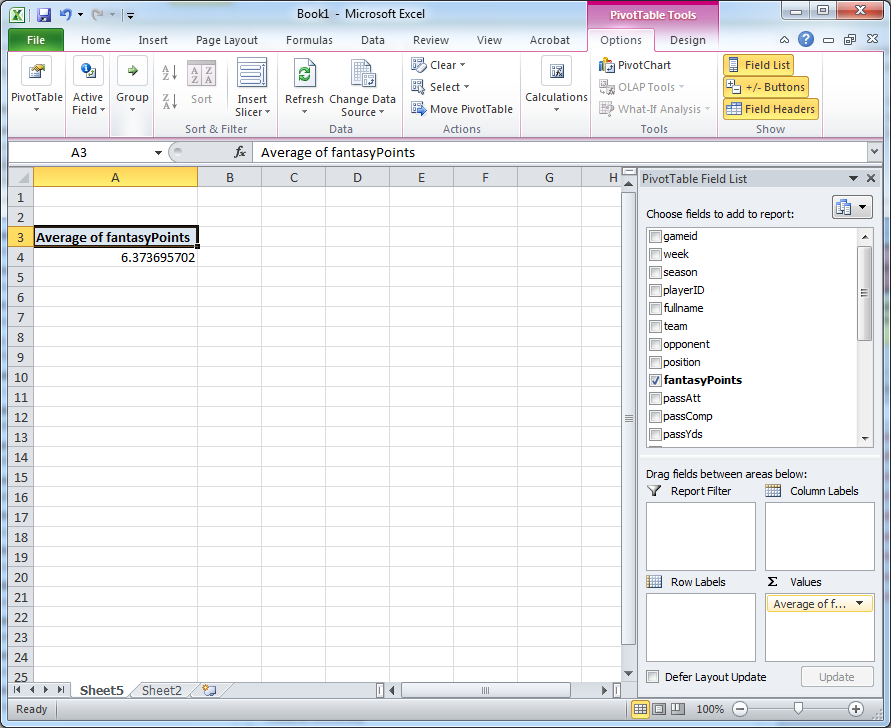 Book1 - Microsoft Excel
PivotTable Tools
File Home Insert Page Layout Formulas Data Review View Acrobat Options Design
PivotTable
Active
Field
Group
A
Z
Z
A
A Z
Z A
Sort
Sort & Filter
Insert
Slicer
Refresh
Change Data
Source
Data
Clear
Select
Move PivotTable
Actions
Calculations
PivotChart
OLAP Tools
What-If Analysis
Tools
Field List
+/- Buttons
Field Headers
Show
A3 fx Average of fantasyPoints
A B C D E F G H
1
2
3 Average of fantasyPoints
4 6.373695702
5
6
7
8
9
10
11
12
13
14
15
16
17
18
19
20
21
22
23
24
25
PivotTable Field List
Choose fields to add to report:
gameid
week
season
playerID
fullname
team
opponent
position
fantasyPoints
passAtt
passComp
passYds
Drag fields between areas below:
Report Filter Column Labels
Row Labels Σ Values
Average of f...
Defer Layout Update Update
Sheet5 Sheet2
Ready 100%